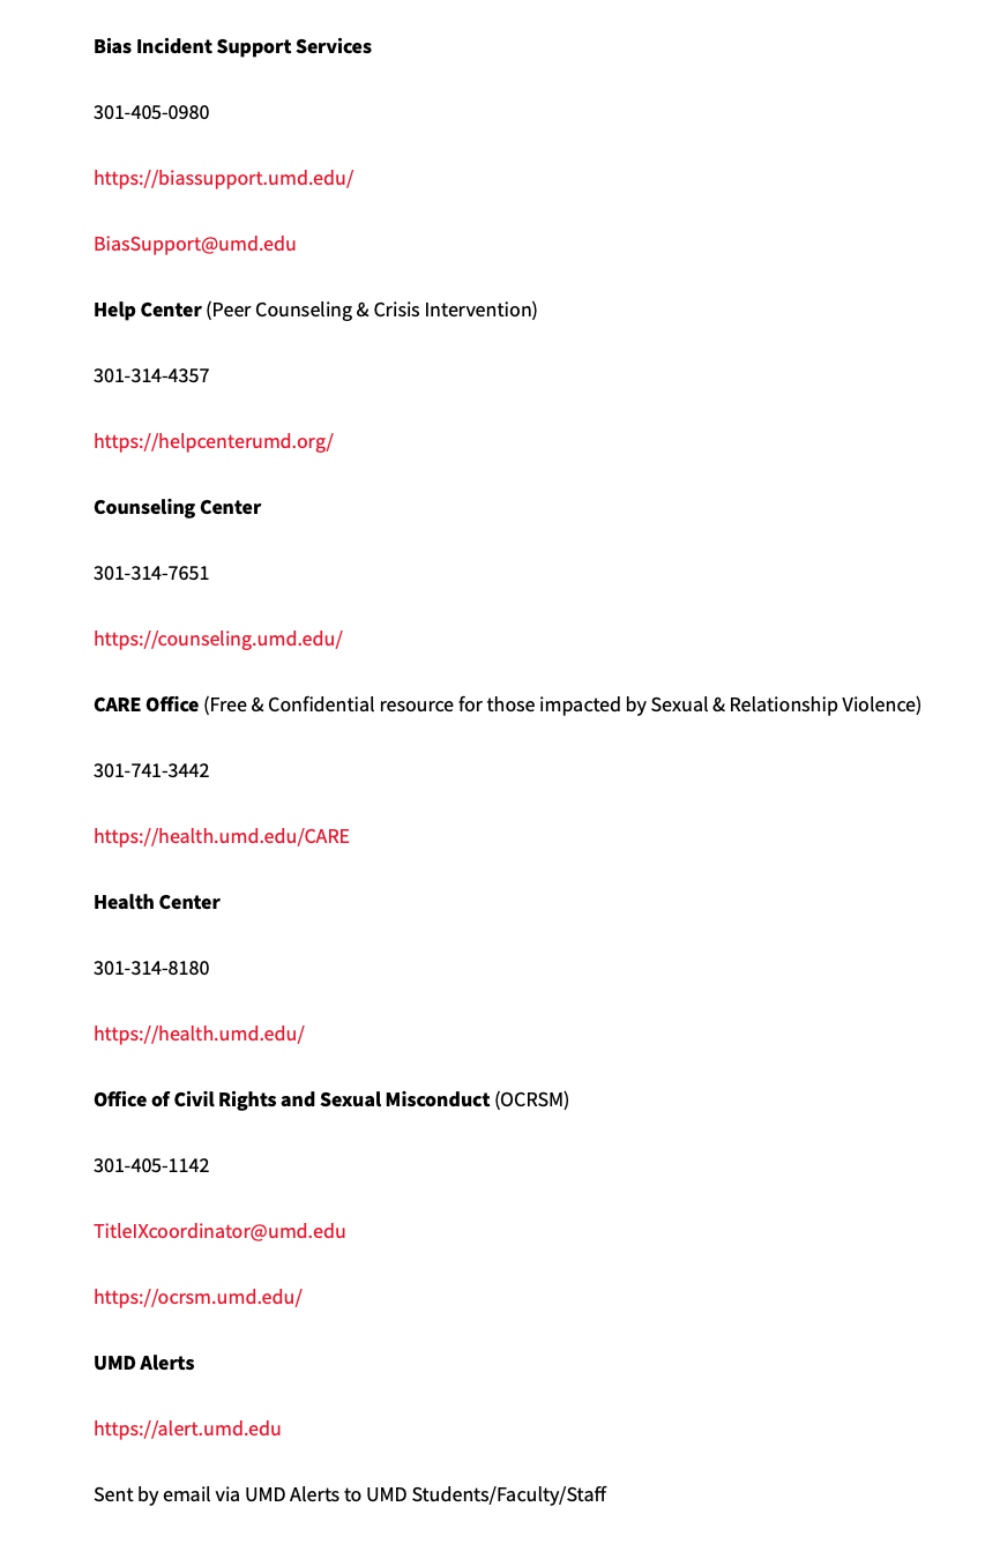 Bias Incident Support Services
301-405-0980
https://biassupport.umd.edu/
BiasSupport@umd.edu
Help Center (Peer Counseling & Crisis Intervention)
301-314-4357
https://helpcenterumd.org/
Counseling Center
301-314-7651
https://counseling.umd.edu/
CARE Office (Free & Confidential resource for those impacted by Sexual & Relationship Violence)
301-741-3442
https://health.umd.edu/CARE
Health Center
301-314-8180
https://health.umd.edu/
Office of Civil Rights and Sexual Misconduct (OCRSM)
301-405-1142
TitleIXcoordinator@umd.edu
https://ocrsm.umd.edu/
UMD Alerts
https://alert.umd.edu
Sent by email via UMD Alerts to UMD Students/Faculty/Staff